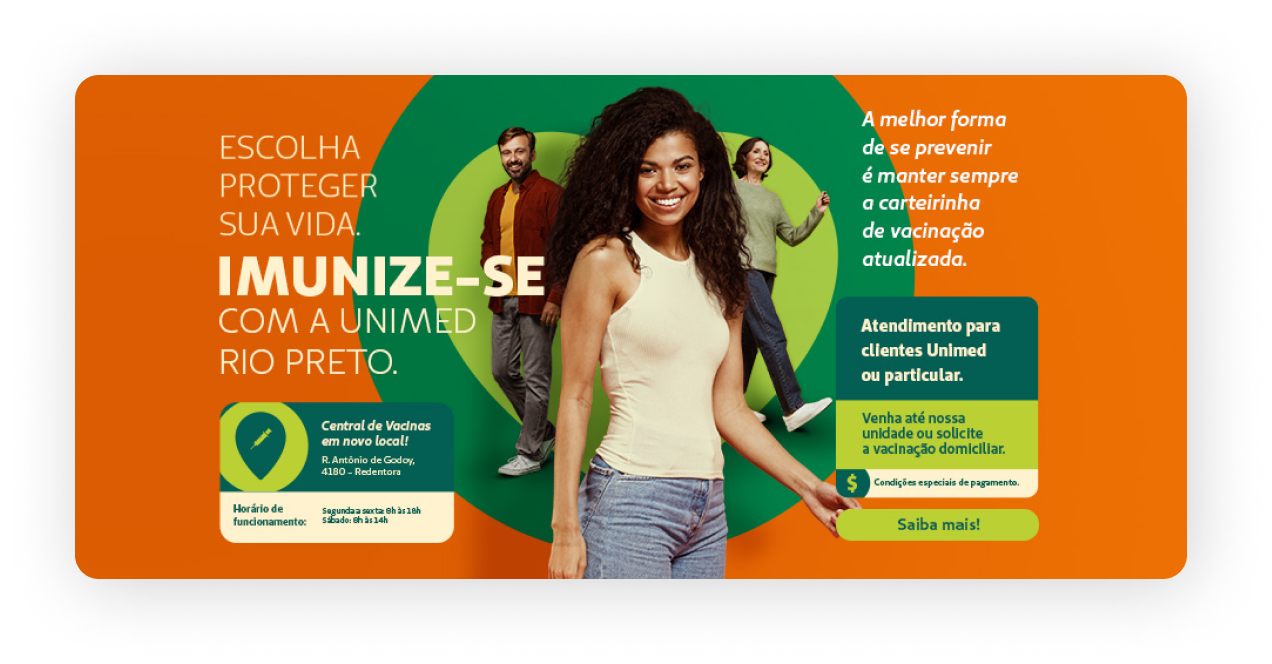 ESCOLHA
PROTEGER
SUA VIDA.
IMUNIZE-SE
COM A UNIMED
RIO PRETO.
Central de Vacinas
em novo local!
R. Antônio de Godoy,
4180 – Redentora
Horário de
funcionamento:
Segunda a sexta: 8h às 18h
Sábado: 8h às 14h
A melhor forma
de se prevenir
é manter sempre
a carteirinha
de vacinação
atualizada.
Atendimento para
clientes Unimed
ou particular.
Venha até nossa
unidade ou solicite
a vacinação domiciliar.
$ Condições especiais de pagamento.
Saiba mais!